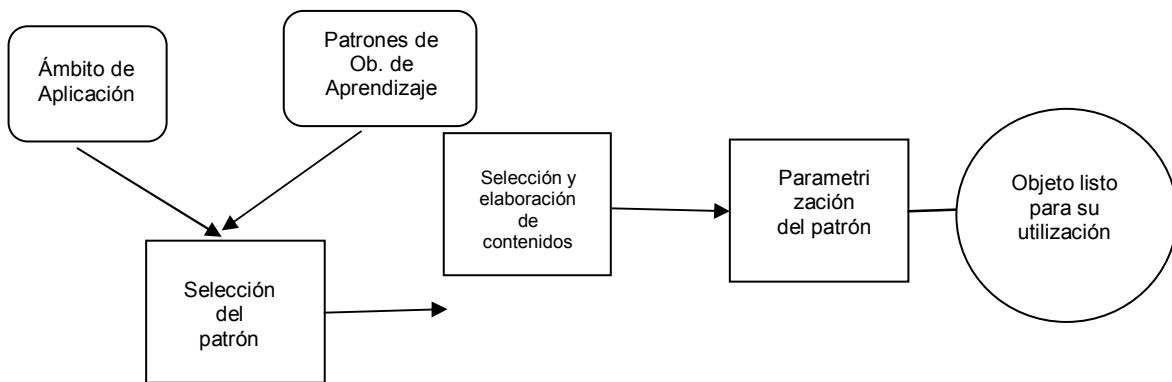 Ámbito de
Aplicación
Patrones de
Ob. de
Aprendizaje
Selección del
patrón
Selección y
elaboración
de
contenidos
Parametri
zación
del patrón
Objeto listo
para su
utilización